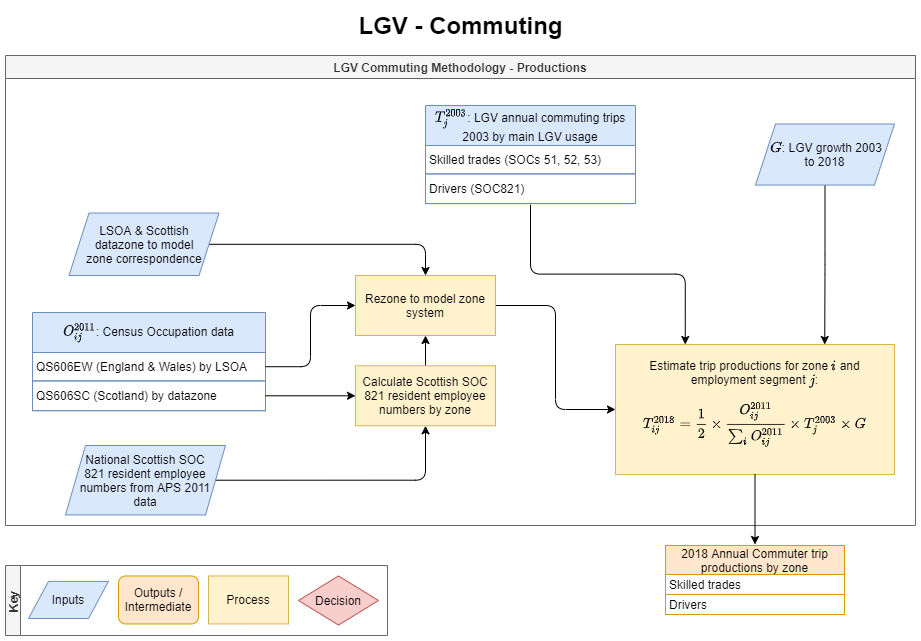 LGV - Commuting
LGV Commuting Methodology - Productions
$T_j^{2003}$: LGV annual commuting trips
2003 by main LGV usage
Skilled trades (SOCs 51, 52, 53)
Drivers (SOC821)
$G$: LGV growth 2003
to 2018
LSOA & Scottish
datazone to model
zone correspondence
Rezone to model zone
system
$O_{ij}^{2011}$: Census Occupation data
QS606EW (England & Wales) by LSOA
QS606SC (Scotland) by datazone
Calculate Scottish SOC
821 resident employee
numbers by zone
Estimate trip productions for zone $i$ and
employment segment $j$:
$T_{ij}^{2018} = \frac{1}{2} \times \frac{O_{ij}^{2011}}{\sum_i O_{ij}^{2011}} \times T_j^{2003} \times G$
National Scottish SOC
821 resident employee
numbers from APS 2011
data
2018 Annual Commuter trip
productions by zone
Skilled trades
Drivers
Key
Inputs
Outputs /
Intermediate
Process
Decision